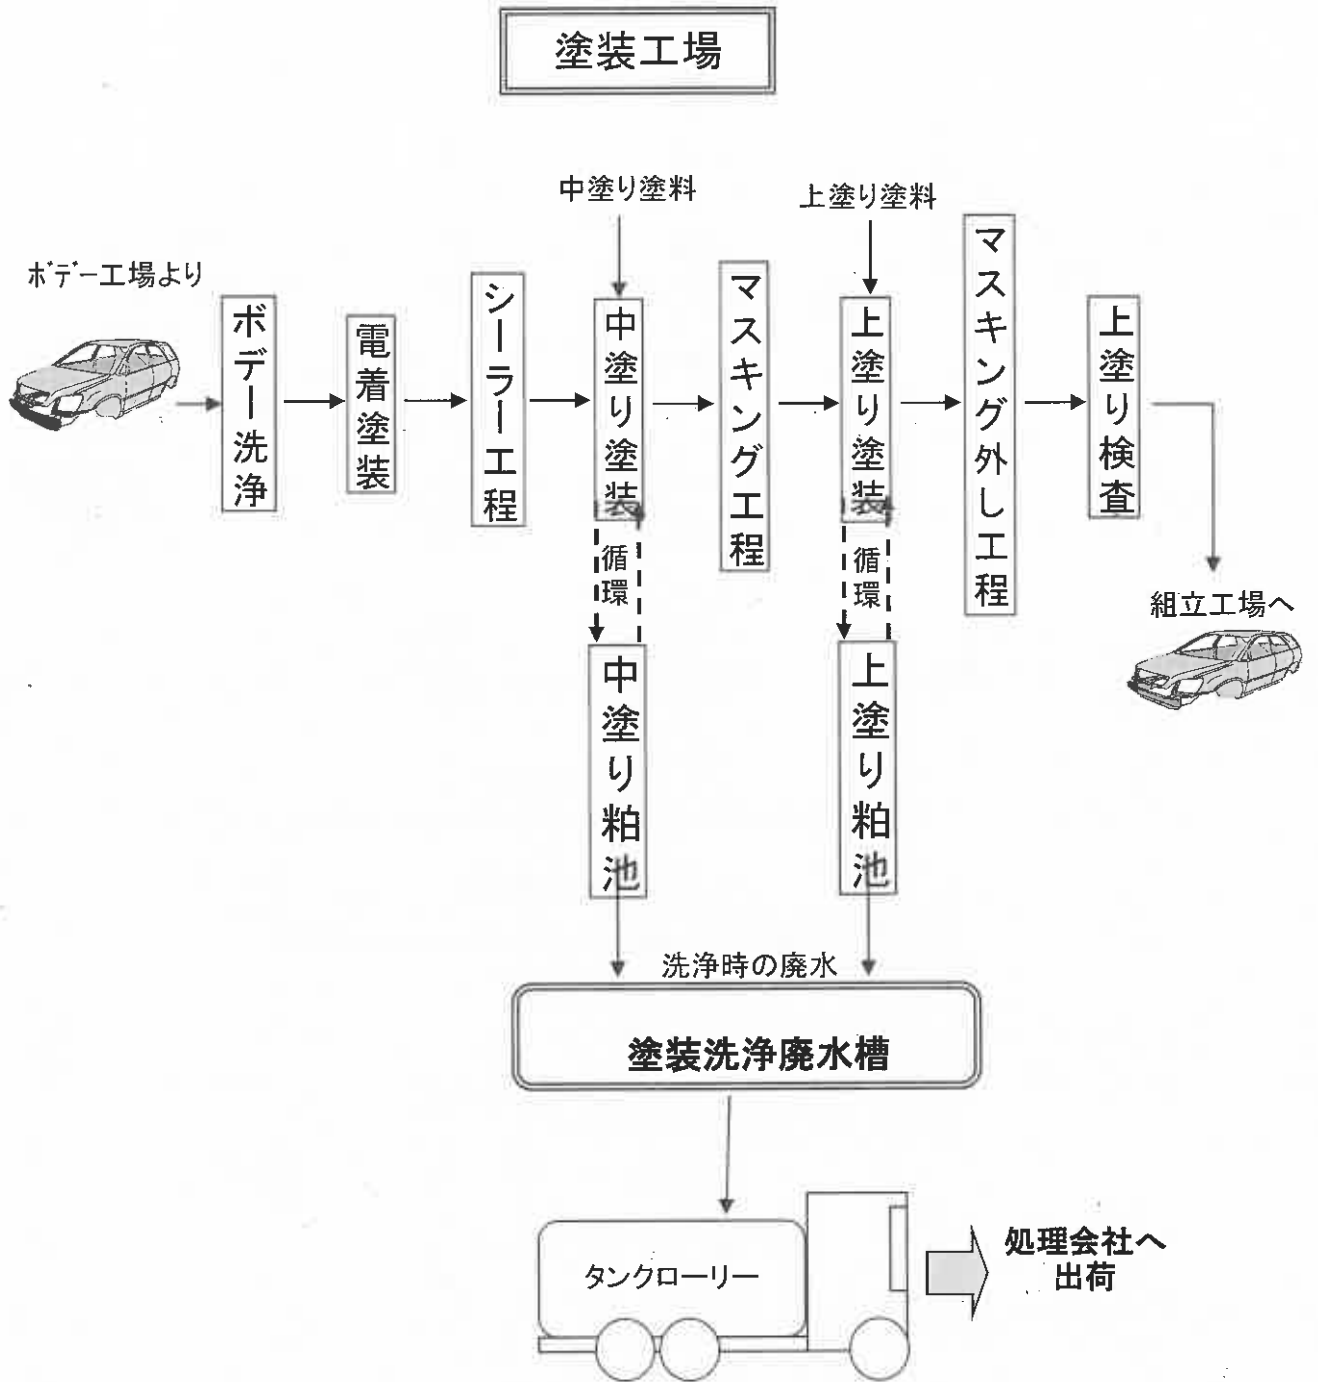 塗装工場
中塗り塗料
上塗り塗料
ボデー工場より
ボデー洗浄
電着塗装
シーラー工程
中塗り塗装
マスキング工程
上塗り塗装
マスキング外し工程
上塗り検査
循環
循環
組立工場へ
中塗り粕池
上塗り粕池
洗浄時の廃水
塗装洗浄廃水槽
タンクローリー
処理会社へ
出荷